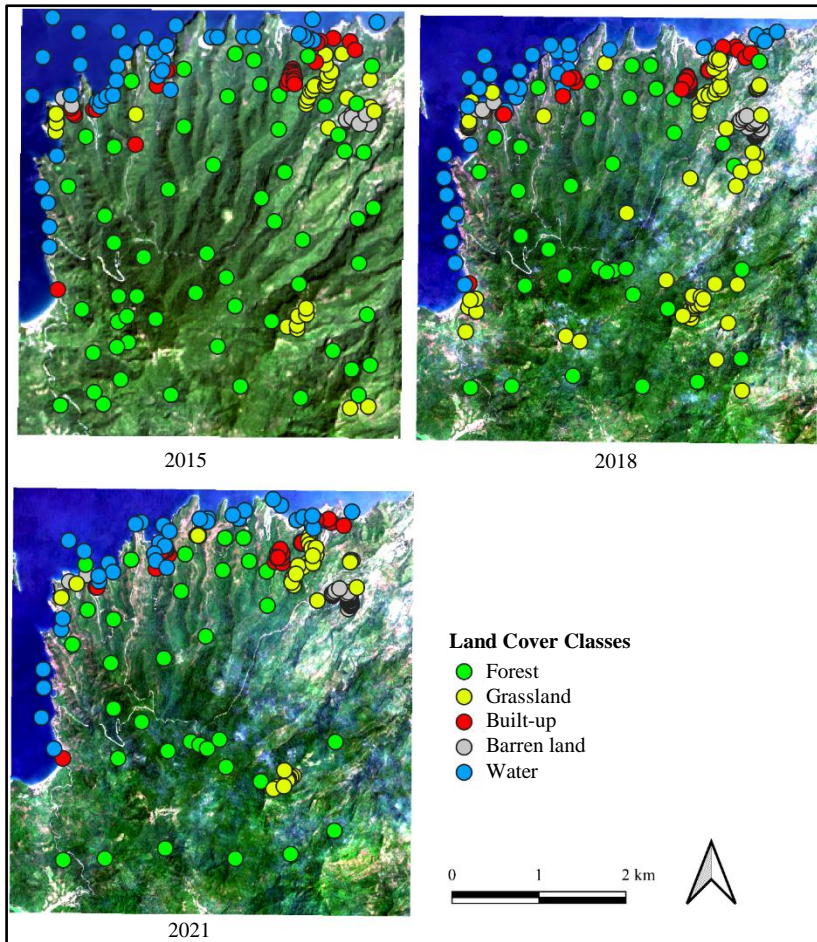 2015
2018
2021
Land Cover Classes
Forest
Grassland
Built-up
Barren land
Water
0 1 2 km